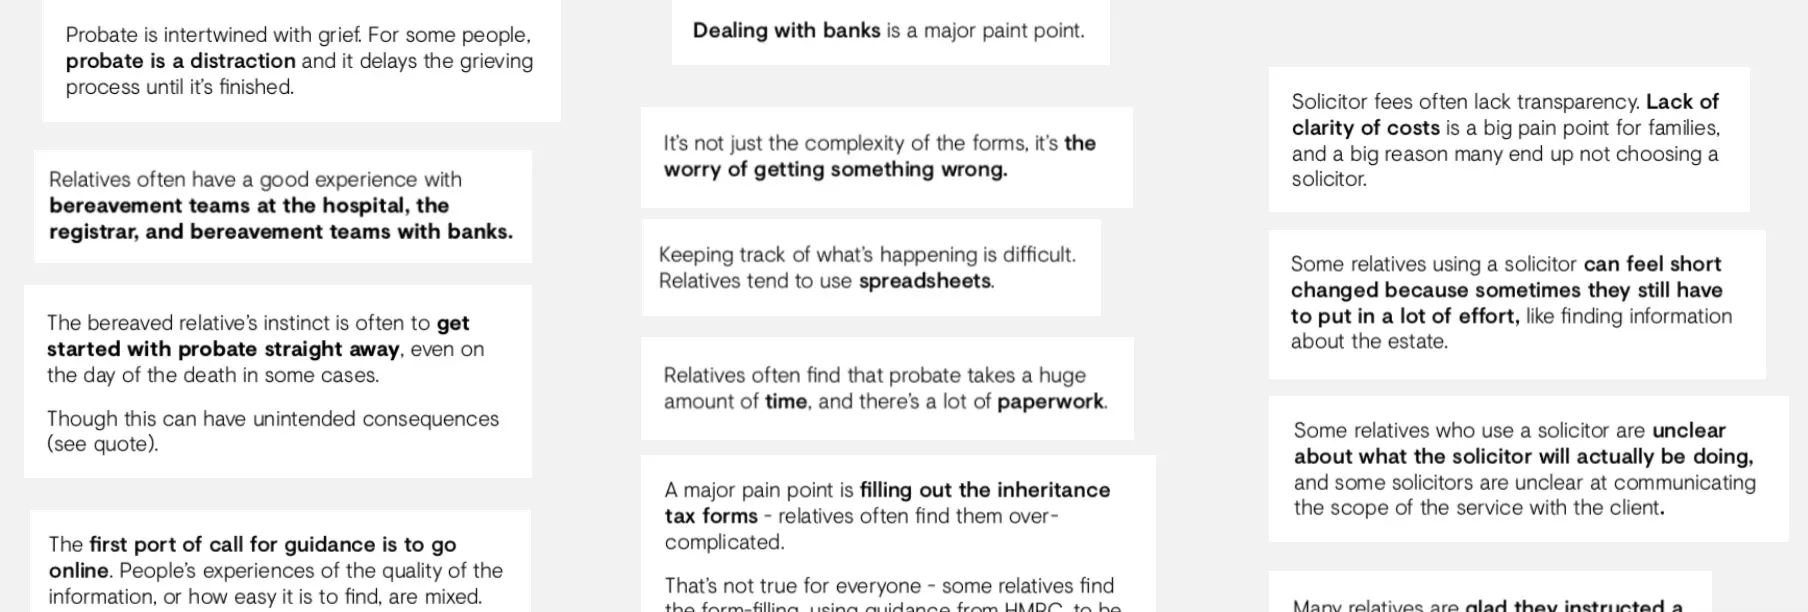 Probate is intertwined with grief. For some people,
probate is a distraction and it delays the grieving
process until it's finished.
Relatives often have a good experience with
bereavement teams at the hospital, the
registrar, and bereavement teams with banks.
The bereaved relative's instinct is often to get
started with probate straight away, even on
the day of the death in some cases.
Though this can have unintended consequences
(see quote).
The first port of call for guidance is to go
online. People's experiences of the quality of the
information, or how easy it is to find, are mixed.
Dealing with banks is a major paint point.
It's not just the complexity of the forms, it's the
worry of getting something wrong.
Keeping track of what's happening is difficult.
Relatives tend to use spreadsheets.
Relatives often find that probate takes a huge
amount of time, and there's a lot of paperwork.
A major pain point is filling out the inheritance
tax forms - relatives often find them over-
complicated.
That's not true for everyone - some relatives find
the form-filling, using guidance from HMRC, to be
Solicitor fees often lack transparency. Lack of
clarity of costs is a big pain point for families,
and a big reason many end up not choosing a
solicitor.
Some relatives using a solicitor can feel short
changed because sometimes they still have
to put in a lot of effort, like finding information
about the estate.
Some relatives who use a solicitor are unclear
about what the solicitor will actually be doing,
and some solicitors are unclear at communicating
the scope of the service with the client.
Many relatives are glad they instructed a